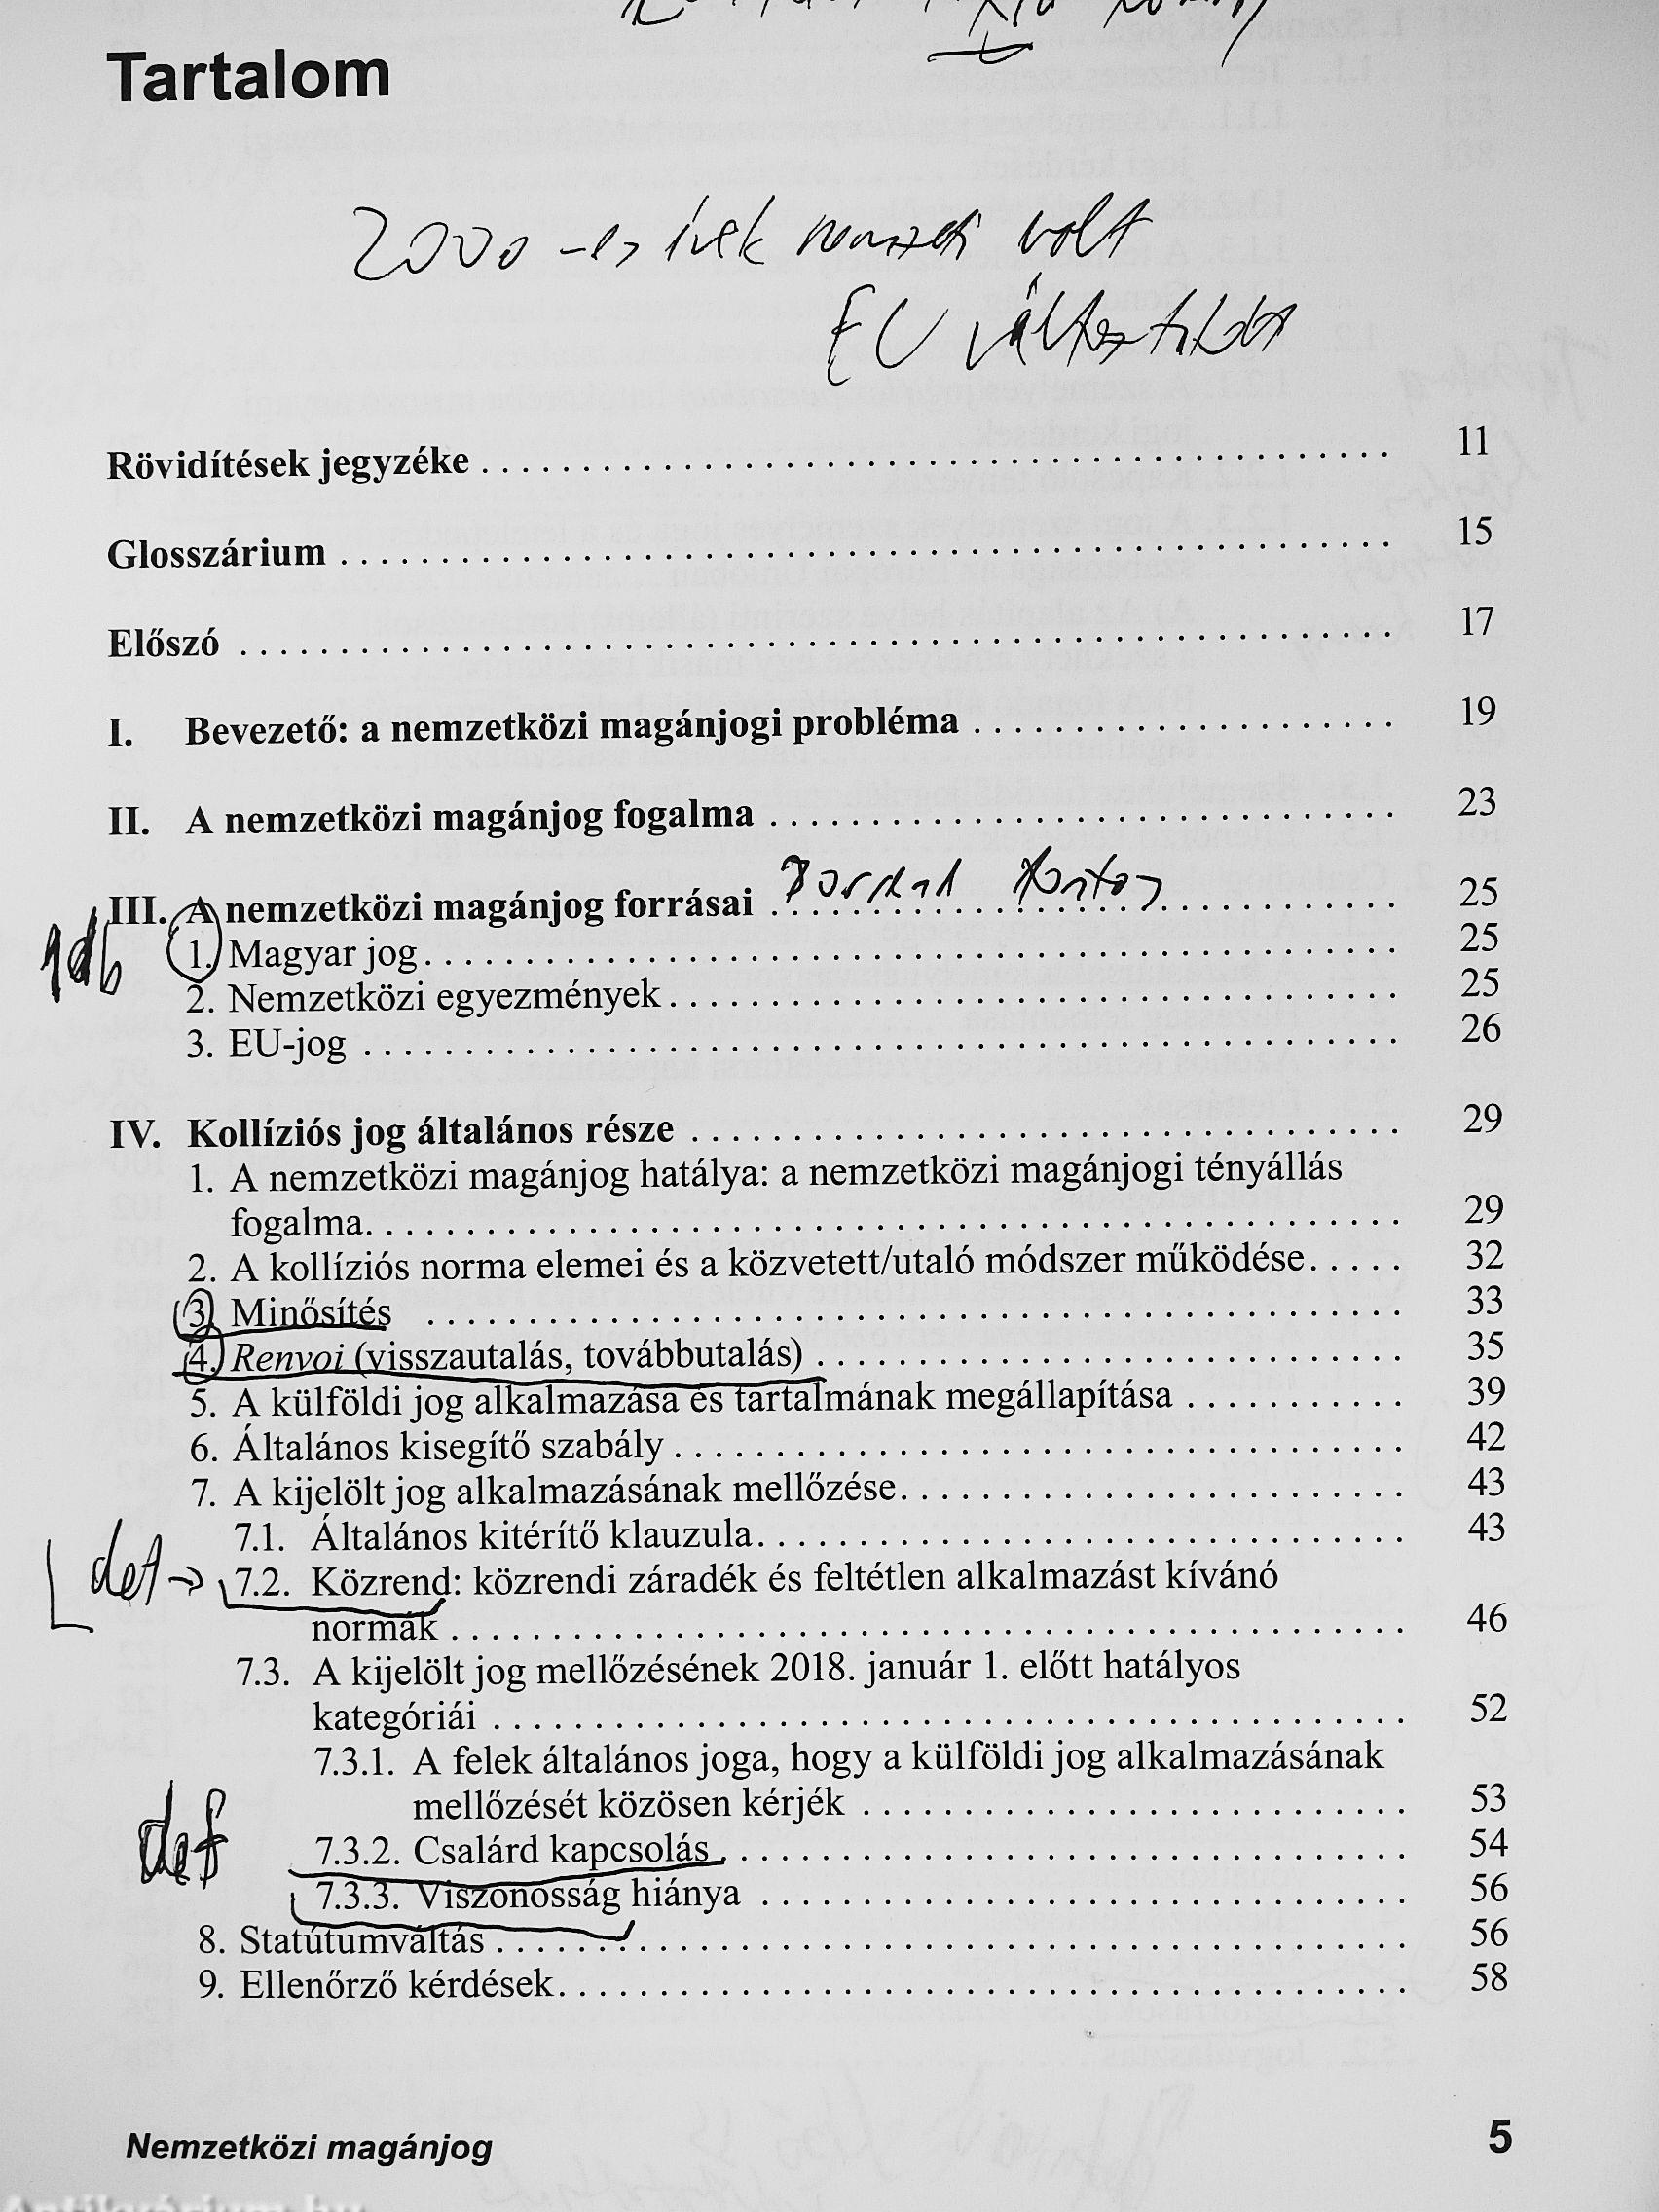 Tartalom
2000-es évek nemzeti volt
EU változtatott
Rövidítések jegyzéke . . . . . . . . . . 11
Glosszárium . . . . . . . . . . 15
Előszó . . . . . . . . . . 17
I. Bevezető: a nemzetközi magánjogi probléma . . . . . . . . . . 19
II. A nemzetközi magánjog fogalma . . . . . . . . . . 23
III. A nemzetközi magánjog forrásai . . . . . . . . . . 25
1. Magyar jog . . . . . . . . . . 25
2. Nemzetközi egyezmények . . . . . . . . . . 25
3. EU-jog . . . . . . . . . . 26
IV. Kollíziós jog általános része . . . . . . . . . . 29
1. A nemzetközi magánjog hatálya: a nemzetközi magánjogi tényállás
fogalma . . . . . . . . . . 29
2. A kollíziós norma elemei és a közvetett/utaló módszer működése . . . . . 32
3. Minősítés . . . . . . . . . . 33
4. Renvoi (visszautalás, továbbutalás) . . . . . . . . . . 35
5. A külföldi jog alkalmazása és tartalmának megállapítása . . . . . . . . . . 39
6. Általános kisegítő szabály . . . . . . . . . . 42
7. A kijelölt jog alkalmazásának mellőzése . . . . . . . . . . 43
7.1. Általános kitérítő klauzula . . . . . . . . . . 43
def → 7.2. Közrend: közrendi záradék és feltétlen alkalmazást kívánó
normák . . . . . . . . . . 46
7.3. A kijelölt jog mellőzésének 2018. január 1. előtt hatályos
kategóriái . . . . . . . . . . 52
7.3.1. A felek általános joga, hogy a külföldi jog alkalmazásának
mellőzését közösen kérjék . . . . . . . . . . 53
def 7.3.2. Csalárd kapcsolás . . . . . . . . . . 54
7.3.3. Viszonosság hiánya . . . . . . . . . . 56
8. Statútumváltás . . . . . . . . . . 56
9. Ellenőrző kérdések . . . . . . . . . . 58
Nemzetközi magánjog 5